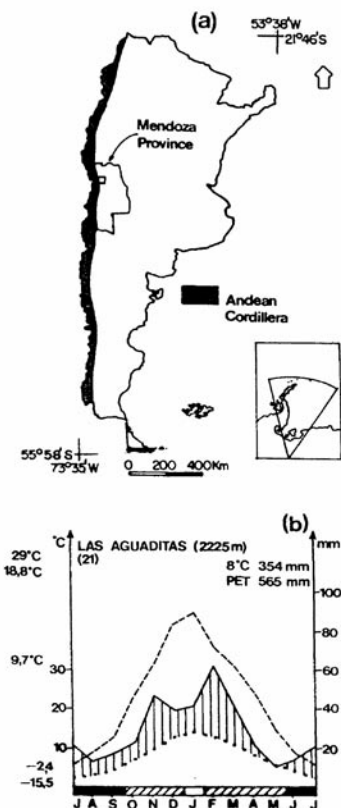 (a)
53°38'W
21°46'S
Mendoza
Province
Andean
Cordillera
55°58'S
73°35'W
0 200 400Km
(b)
°C
LAS AGUADITAS (2225m)
(21)
8°C 354 mm
PET 565 mm
mm
29°C
18,8°C
9,7°C
-2,4
-15,5
30
20
10
100
80
60
40
20
J A S O N D J F M A M J